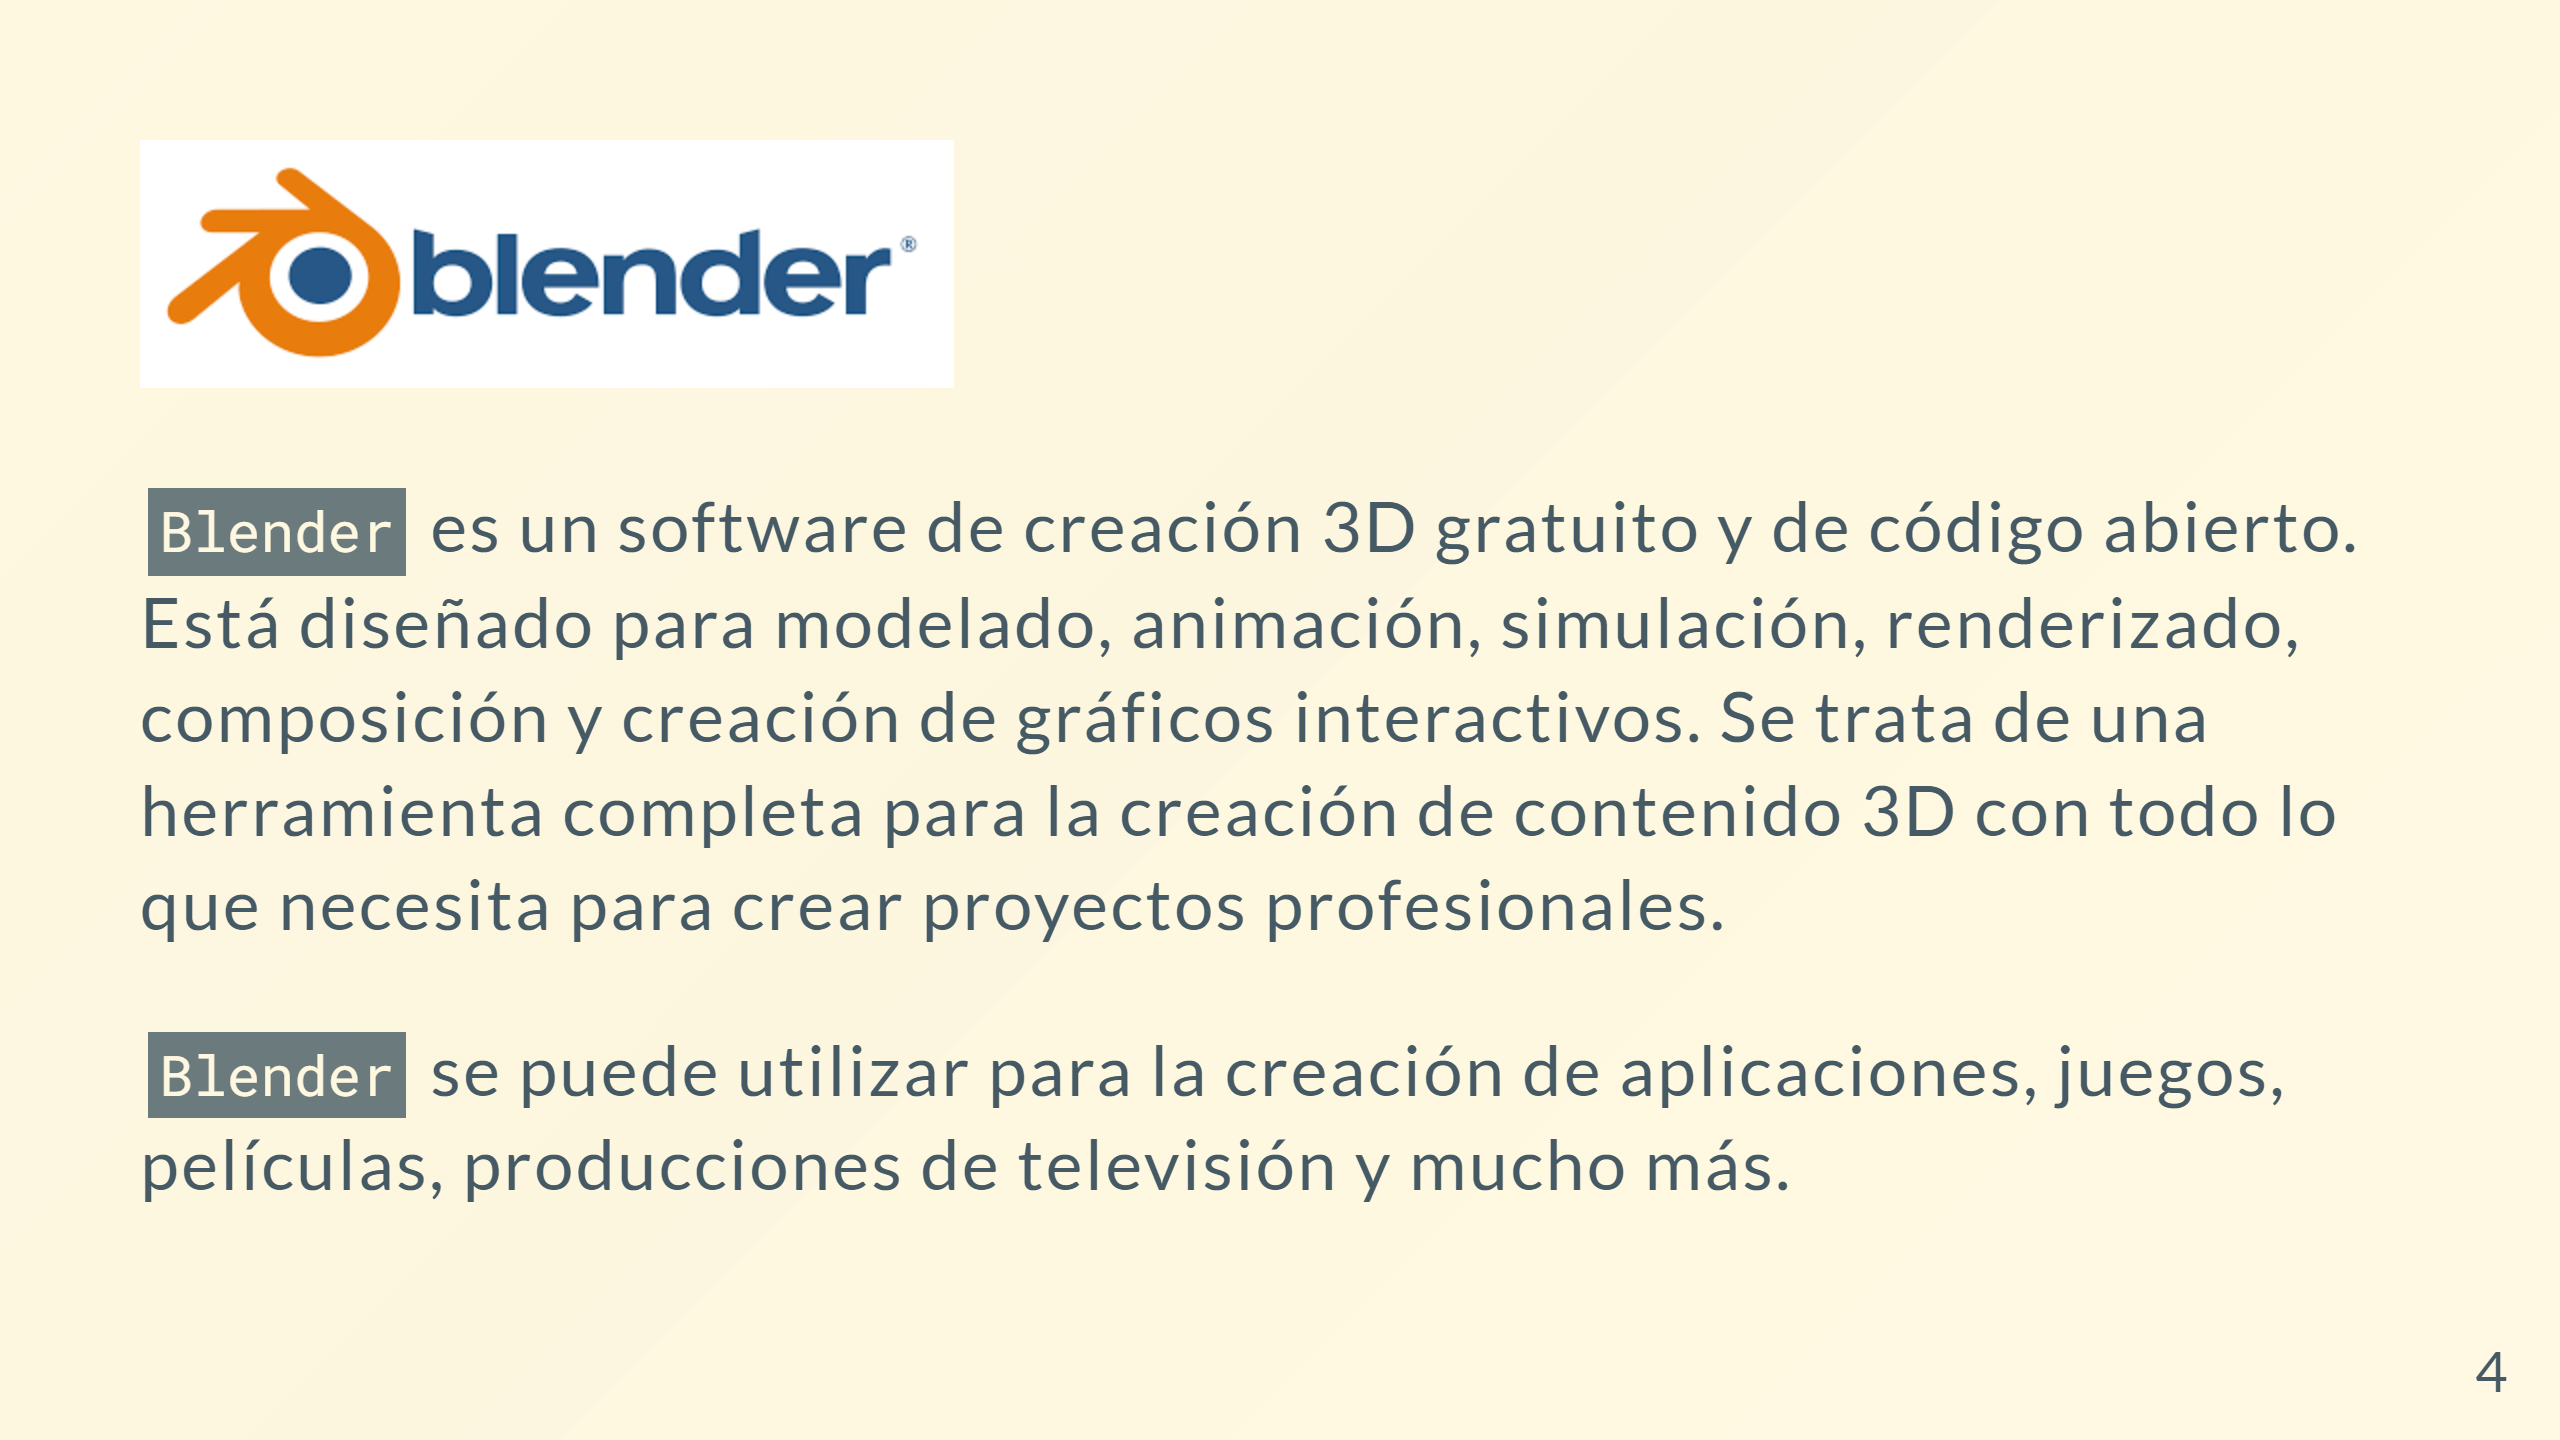 blender®
Blender es un software de creación 3D gratuito y de código abierto.
Está diseñado para modelado, animación, simulación, renderizado,
composición y creación de gráficos interactivos. Se trata de una
herramienta completa para la creación de contenido 3D con todo lo
que necesita para crear proyectos profesionales.
Blender se puede utilizar para la creación de aplicaciones, juegos,
películas, producciones de televisión y mucho más.
4